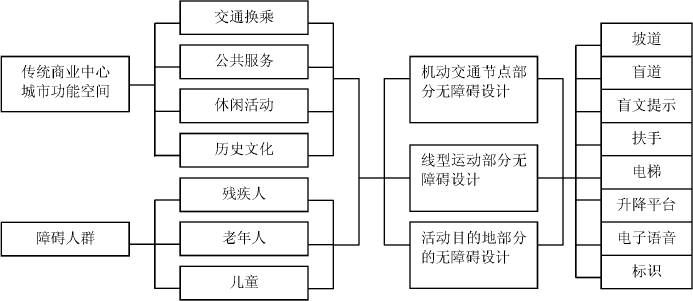 传统商业中心
城市功能空间
障碍人群
交通换乘
公共服务
休闲活动
历史文化
残疾人
老年人
儿童
机动交通节点部
分无障碍设计
线型运动部分无
障碍设计
活动目的地部分
的无障碍设计
坡道
盲道
盲文提示
扶手
电梯
升降平台
电子语音
标识